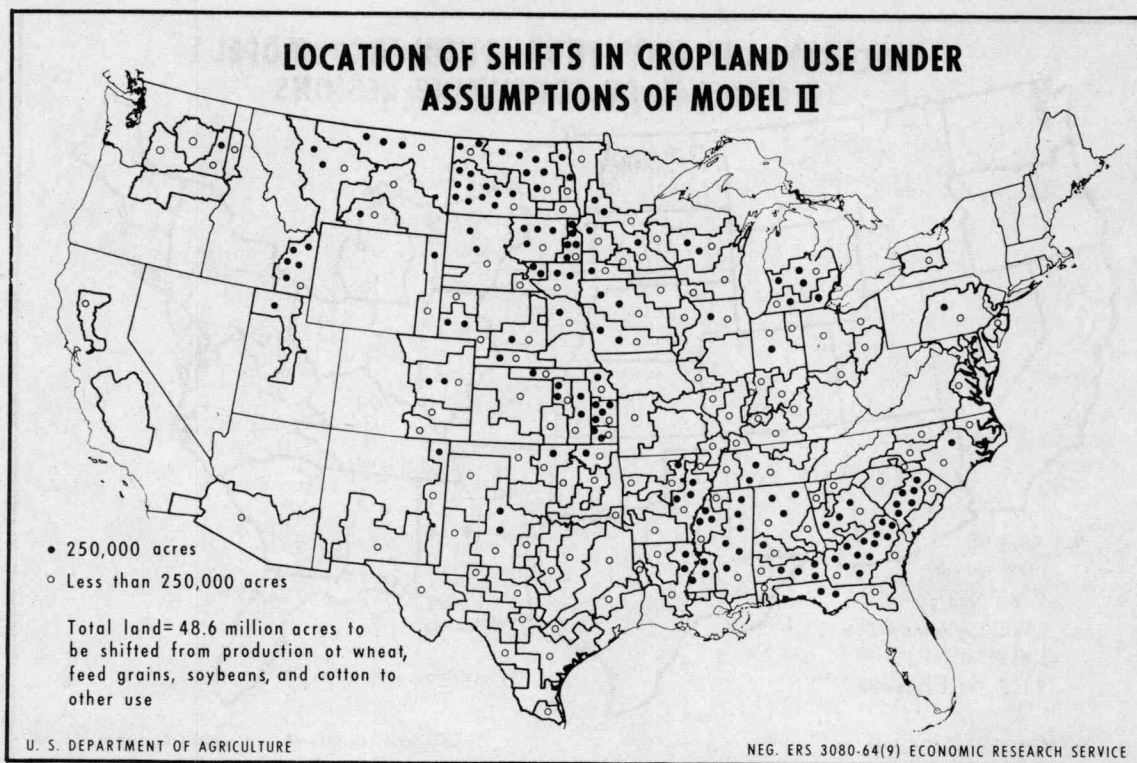 LOCATION OF SHIFTS IN CROPLAND USE UNDER
ASSUMPTIONS OF MODEL II
• 250,000 acres
○ Less than 250,000 acres
Total land= 48.6 million acres to
be shifted from production of wheat,
feed grains, soybeans, and cotton to
other use
U. S. DEPARTMENT OF AGRICULTURE
NEG. ERS 3080-64(9) ECONOMIC RESEARCH SERVICE